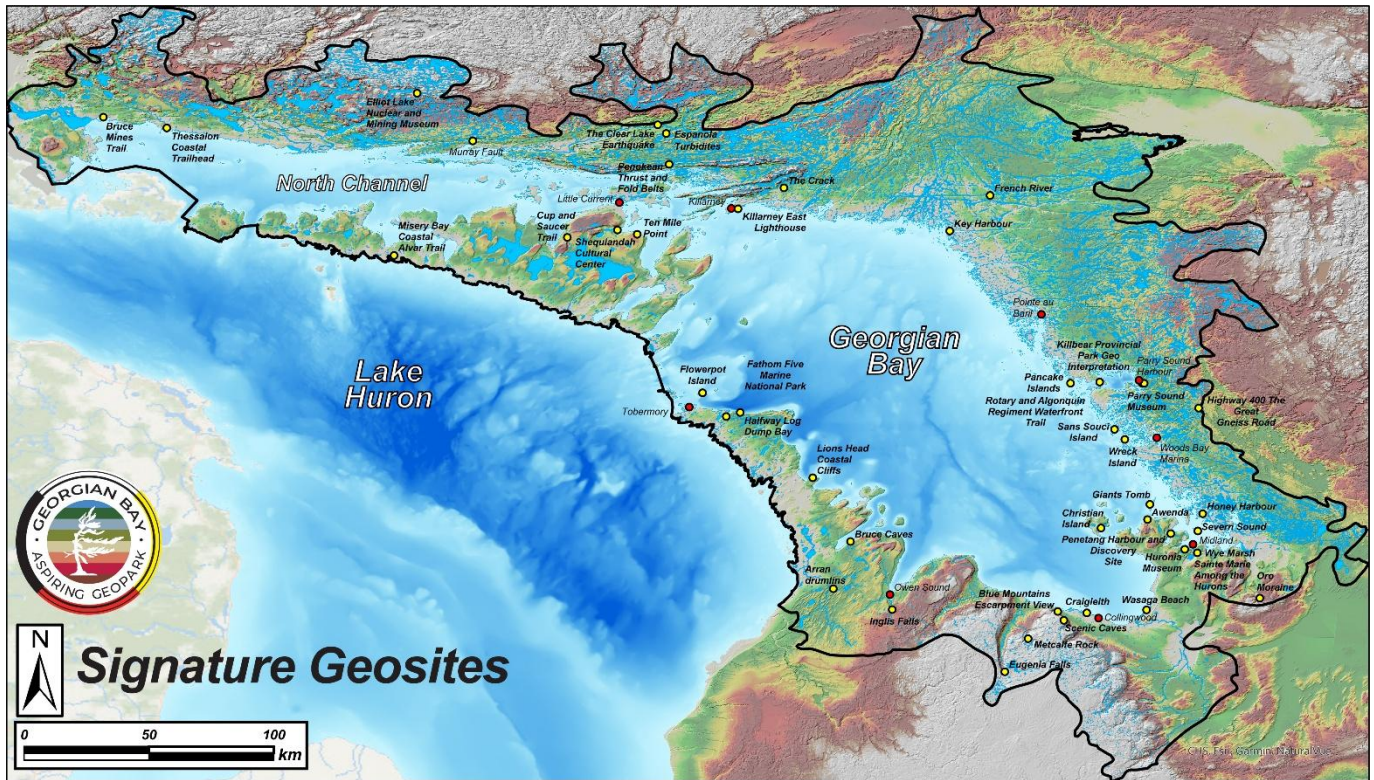 Elliot Lake
Nuclear and
Mining Museum
Bruce
Mines
Trail
Thessalon
Coastal
Trailhead
Murray Fault
The Clear Lake
Earthquake
Espanola
Turbidites
Penokean
Thrust and
Fold Belts
North Channel
Little Current
Killarney
The Crack
French River
Misery Bay
Coastal
Alvar Trail
Cup and
Saucer
Trail
Sheguiandah
Cultural
Center
Ten Mile
Point
Killarney East
Lighthouse
Key Harbour
Pointe au
Baril
Georgian
Bay
Lake
Huron
Killbear Provincial
Park Geo
Interpretation
Parry Sound
Harbour
Flowerpot
Island
Fathom Five
Marine
National Park
Pancake
Islands
Rotary and Algonquin
Regiment Waterfront
Trail
Parry Sound
Museum
Highway 400 The
Great
Gneiss Road
Tobermory
Halfway Log
Dump Bay
Sans Souci
Island
Wreck
Island
Woods Bay
Marina
Lions Head
Coastal
Cliffs
Giants Tomb
Christian
Island
Awenda
Honey Harbour
Severn Sound
Penetang Harbour and
Discovery
Site
Midland
Huronia
Museum
Wye Marsh
Sainte Marie
Among the
Hurons
Bruce Caves
Arran
drumlins
Owen Sound
Inglis Falls
Blue Mountains
Escarpment View
Craigleith
Wasaga Beach
Oro
Moraine
Collingwood
Scenic Caves
Metcalfe Rock
Eugenia Falls
GEORGIAN BAY
ASPIRING GEOPARK
N
Signature Geosites
0 50 100
km